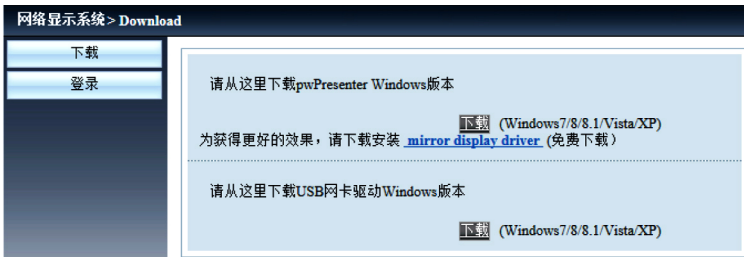 网络显示系统> Download
下载
登录
请从这里下载pwPresenter Windows版本
下载 (Windows7/8/8.1/Vista/XP)
为获得更好的效果，请下载安装 mirror display driver (免费下载)
请从这里下载USB网卡驱动Windows版本
下载 (Windows7/8/8.1/Vista/XP)